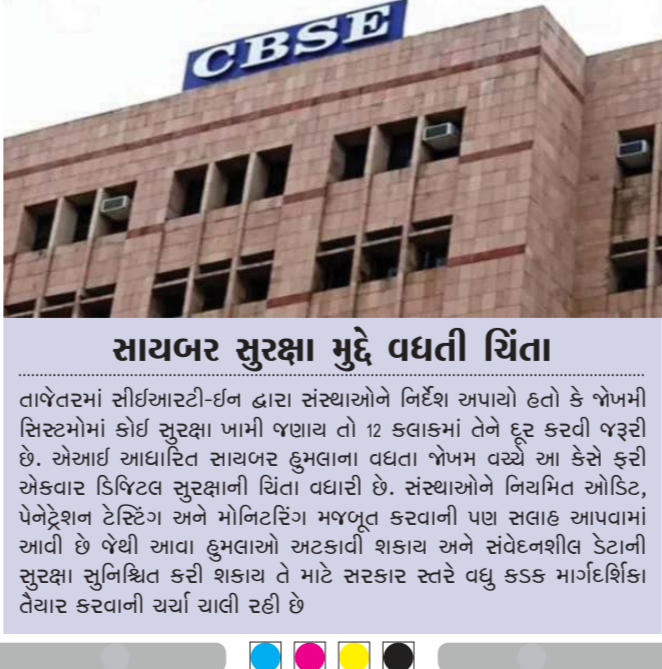 CBSE
સાયબર સુરક્ષા મુદ્દે વધતી ચિંતા
તાજેતરમાં સીઈઆરટી-ઈન દ્વારા સંસ્થાઓને નિર્દેશ અપાયો હતો કે જોખમી
સિસ્ટમોમાં કોઈ સુરક્ષા ખામી જણાય તો 12 કલાકમાં તેને દૂર કરવી જરૂરી
છે. એઆઈ આધારિત સાયબર હુમલાના વધતા જોખમ વચ્ચે આ કેસે ફરી
એકવાર ડિજિટલ સુરક્ષાની ચિંતા વધારી છે. સંસ્થાઓને નિયમિત ઓડિટ,
પેનેટ્રેશન ટેસ્ટિંગ અને મોનિટરિંગ મજબૂત કરવાની પણ સલાહ આપવામાં
આવી છે જેથી આવા હુમલાઓ અટકાવી શકાય અને સંવેદનશીલ ડેટાની
સુરક્ષા સુનિશ્ચિત કરી શકાય તે માટે સરકાર સ્તરે વધુ કડક માર્ગદર્શિકા
તૈયાર કરવાની ચર્ચા ચાલી રહી છે